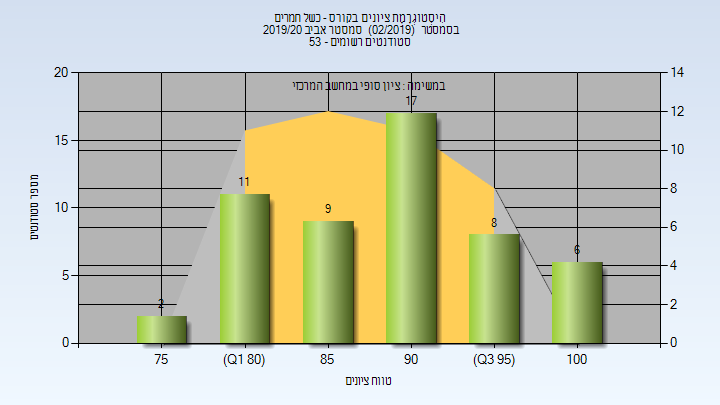 היסטוגרמת ציונים בקורס - כשל חמרים
בסמסטר (02/2019) סמסטר אביב 2019/20
סטודנטים רשומים - 53
במשימה : ציון סופי במחשב המרכזי
20
15
10
5
0
מספר סטודנטים
14
12
10
8
6
4
2
0
2
11
9
17
8
6
75
(Q1 80)
85
90
(Q3 95)
100
טווח ציונים